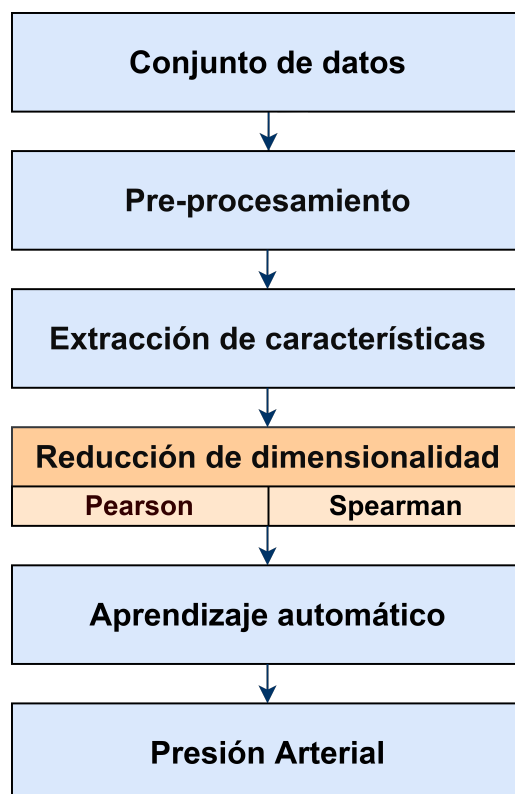 Conjunto de datos
Pre-procesamiento
Extracción de características
Reducción de dimensionalidad
Pearson Spearman
Aprendizaje automático
Presión Arterial